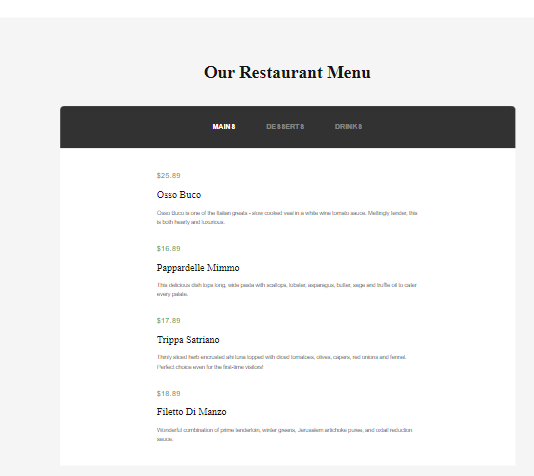 Our Restaurant Menu
MAINS DESSERTS DRINKS
$25.89
Osso Buco
Osso Buco is one of the Italian greats - slow cooked veal in a white wine tomato sauce. Meltingly tender, this
is both hearty and luxurious.
$16.89
Pappardelle Mimmo
This delicious dish tops long, wide pasta with scallops, lobster, asparagus, butter, sage and truffle oil to cater
every palate.
$17.89
Trippa Satriano
Thinly sliced herb encrusted ahi tuna topped with diced tomatoes, olives, capers, red onions and fennel.
Perfect choice even for the first-time visitors!
$18.89
Filetto Di Manzo
Wonderful combination of prime tenderloin, winter greens, Jerusalem artichoke puree, and oxtail reduction
sauce.